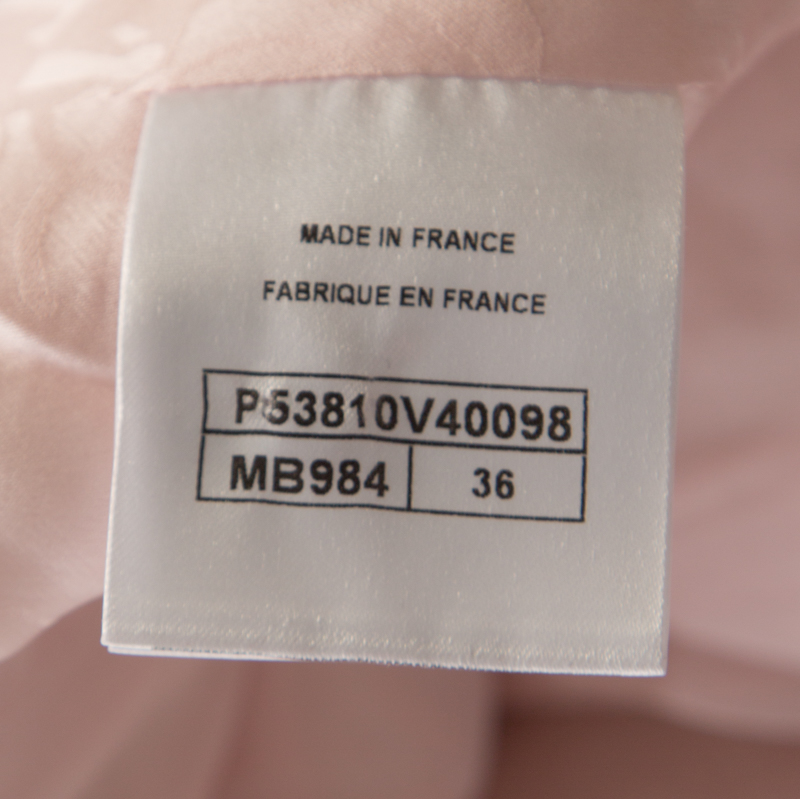 MADE IN FRANCE
FABRIQUE EN FRANCE
P53810V40098
MB984 36